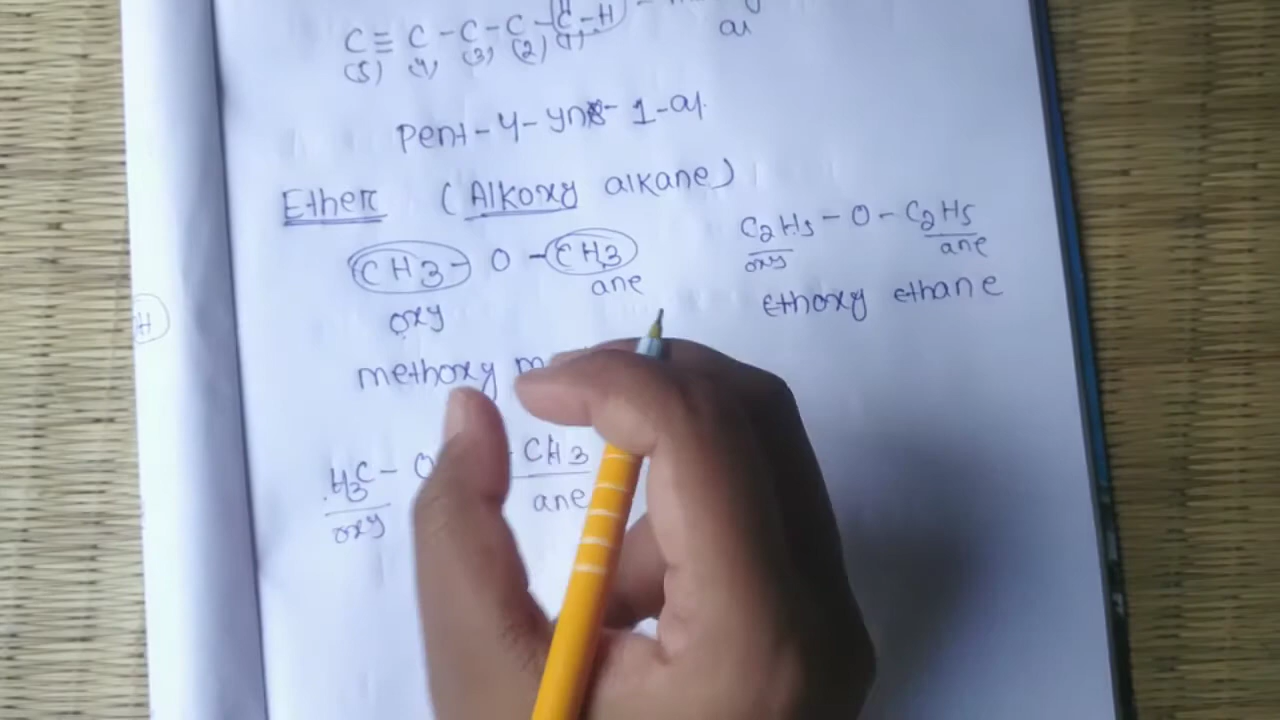 C ≡ C - C - C - C - H
(5) (4) (3) (2) (1)
al
Pent-4-yn-1-al.
Ether (Alkoxy alkane)
CH3 - O - CH3
oxy ane
methoxy
C2H5 - O - C2H5
oxy ane
ethoxy ethane
H3C - O - CH3
oxy ane
H